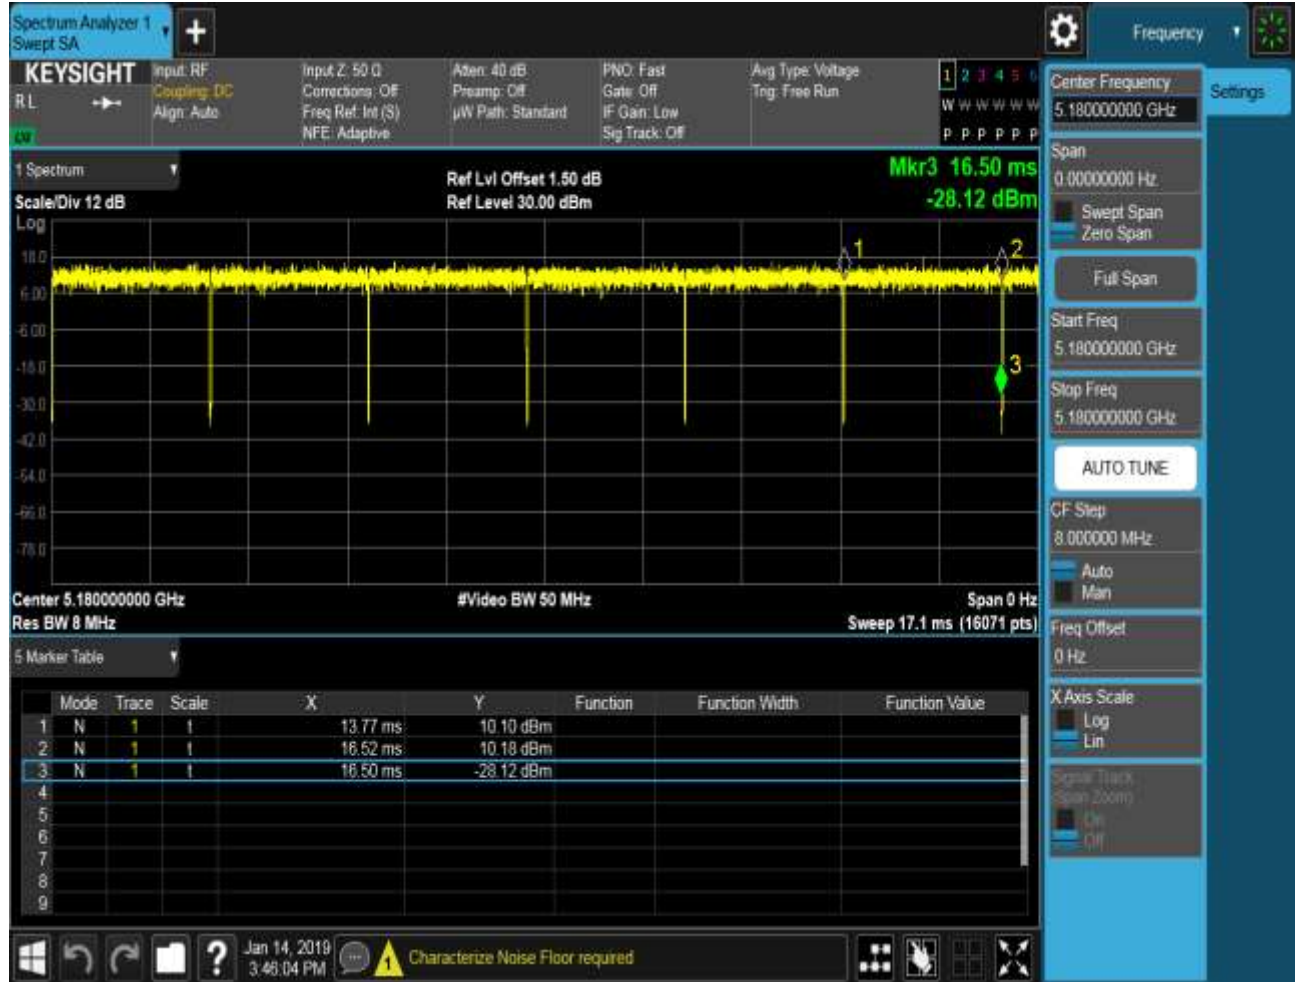 Spectrum Analyzer 1
Swept SA
+
Frequency
KEYSIGHT
RL
Input: RF
Coupling: DC
Align: Auto
Input Z: 50 Ω
Corrections: Off
Freq Ref: Int (S)
NFE: Adaptive
Atten: 40 dB
Preamp: Off
µW Path: Standard
PNO: Fast
Gate: Off
IF Gain: Low
Sig Track: Off
Avg Type: Voltage
Trig: Free Run
1 2 3 4 5 6
W W W W W W
P P P P P P
1 Spectrum
Scale/Div 12 dB
Ref Lvl Offset 1.50 dB
Ref Level 30.00 dBm
Mkr3 16.50 ms
-28.12 dBm
Log
18.0
6.00
-6.00
-18.0
-30.0
-42.0
-54.0
-66.0
-78.0
1
2
3
Center 5.180000000 GHz
#Video BW 50 MHz
Span 0 Hz
Res BW 8 MHz
Sweep 17.1 ms (16071 pts)
5 Marker Table
Mode Trace Scale X Y Function Function Width Function Value
1 N 1 t 13.77 ms 10.10 dBm
2 N 1 t 16.52 ms 10.18 dBm
3 N 1 t 16.50 ms -28.12 dBm
4
5
6
7
8
9
Center Frequency
5.180000000 GHz
Settings
Span
0.00000000 Hz
Swept Span
Zero Span
Full Span
Start Freq
5.180000000 GHz
Stop Freq
5.180000000 GHz
AUTO TUNE
CF Step
8.000000 MHz
Auto
Man
Freq Offset
0 Hz
X Axis Scale
Log
Lin
Signal Track
(Span Zoom)
On
Off
?
Jan 14, 2019
3:46:04 PM
1
Characterize Noise Floor required